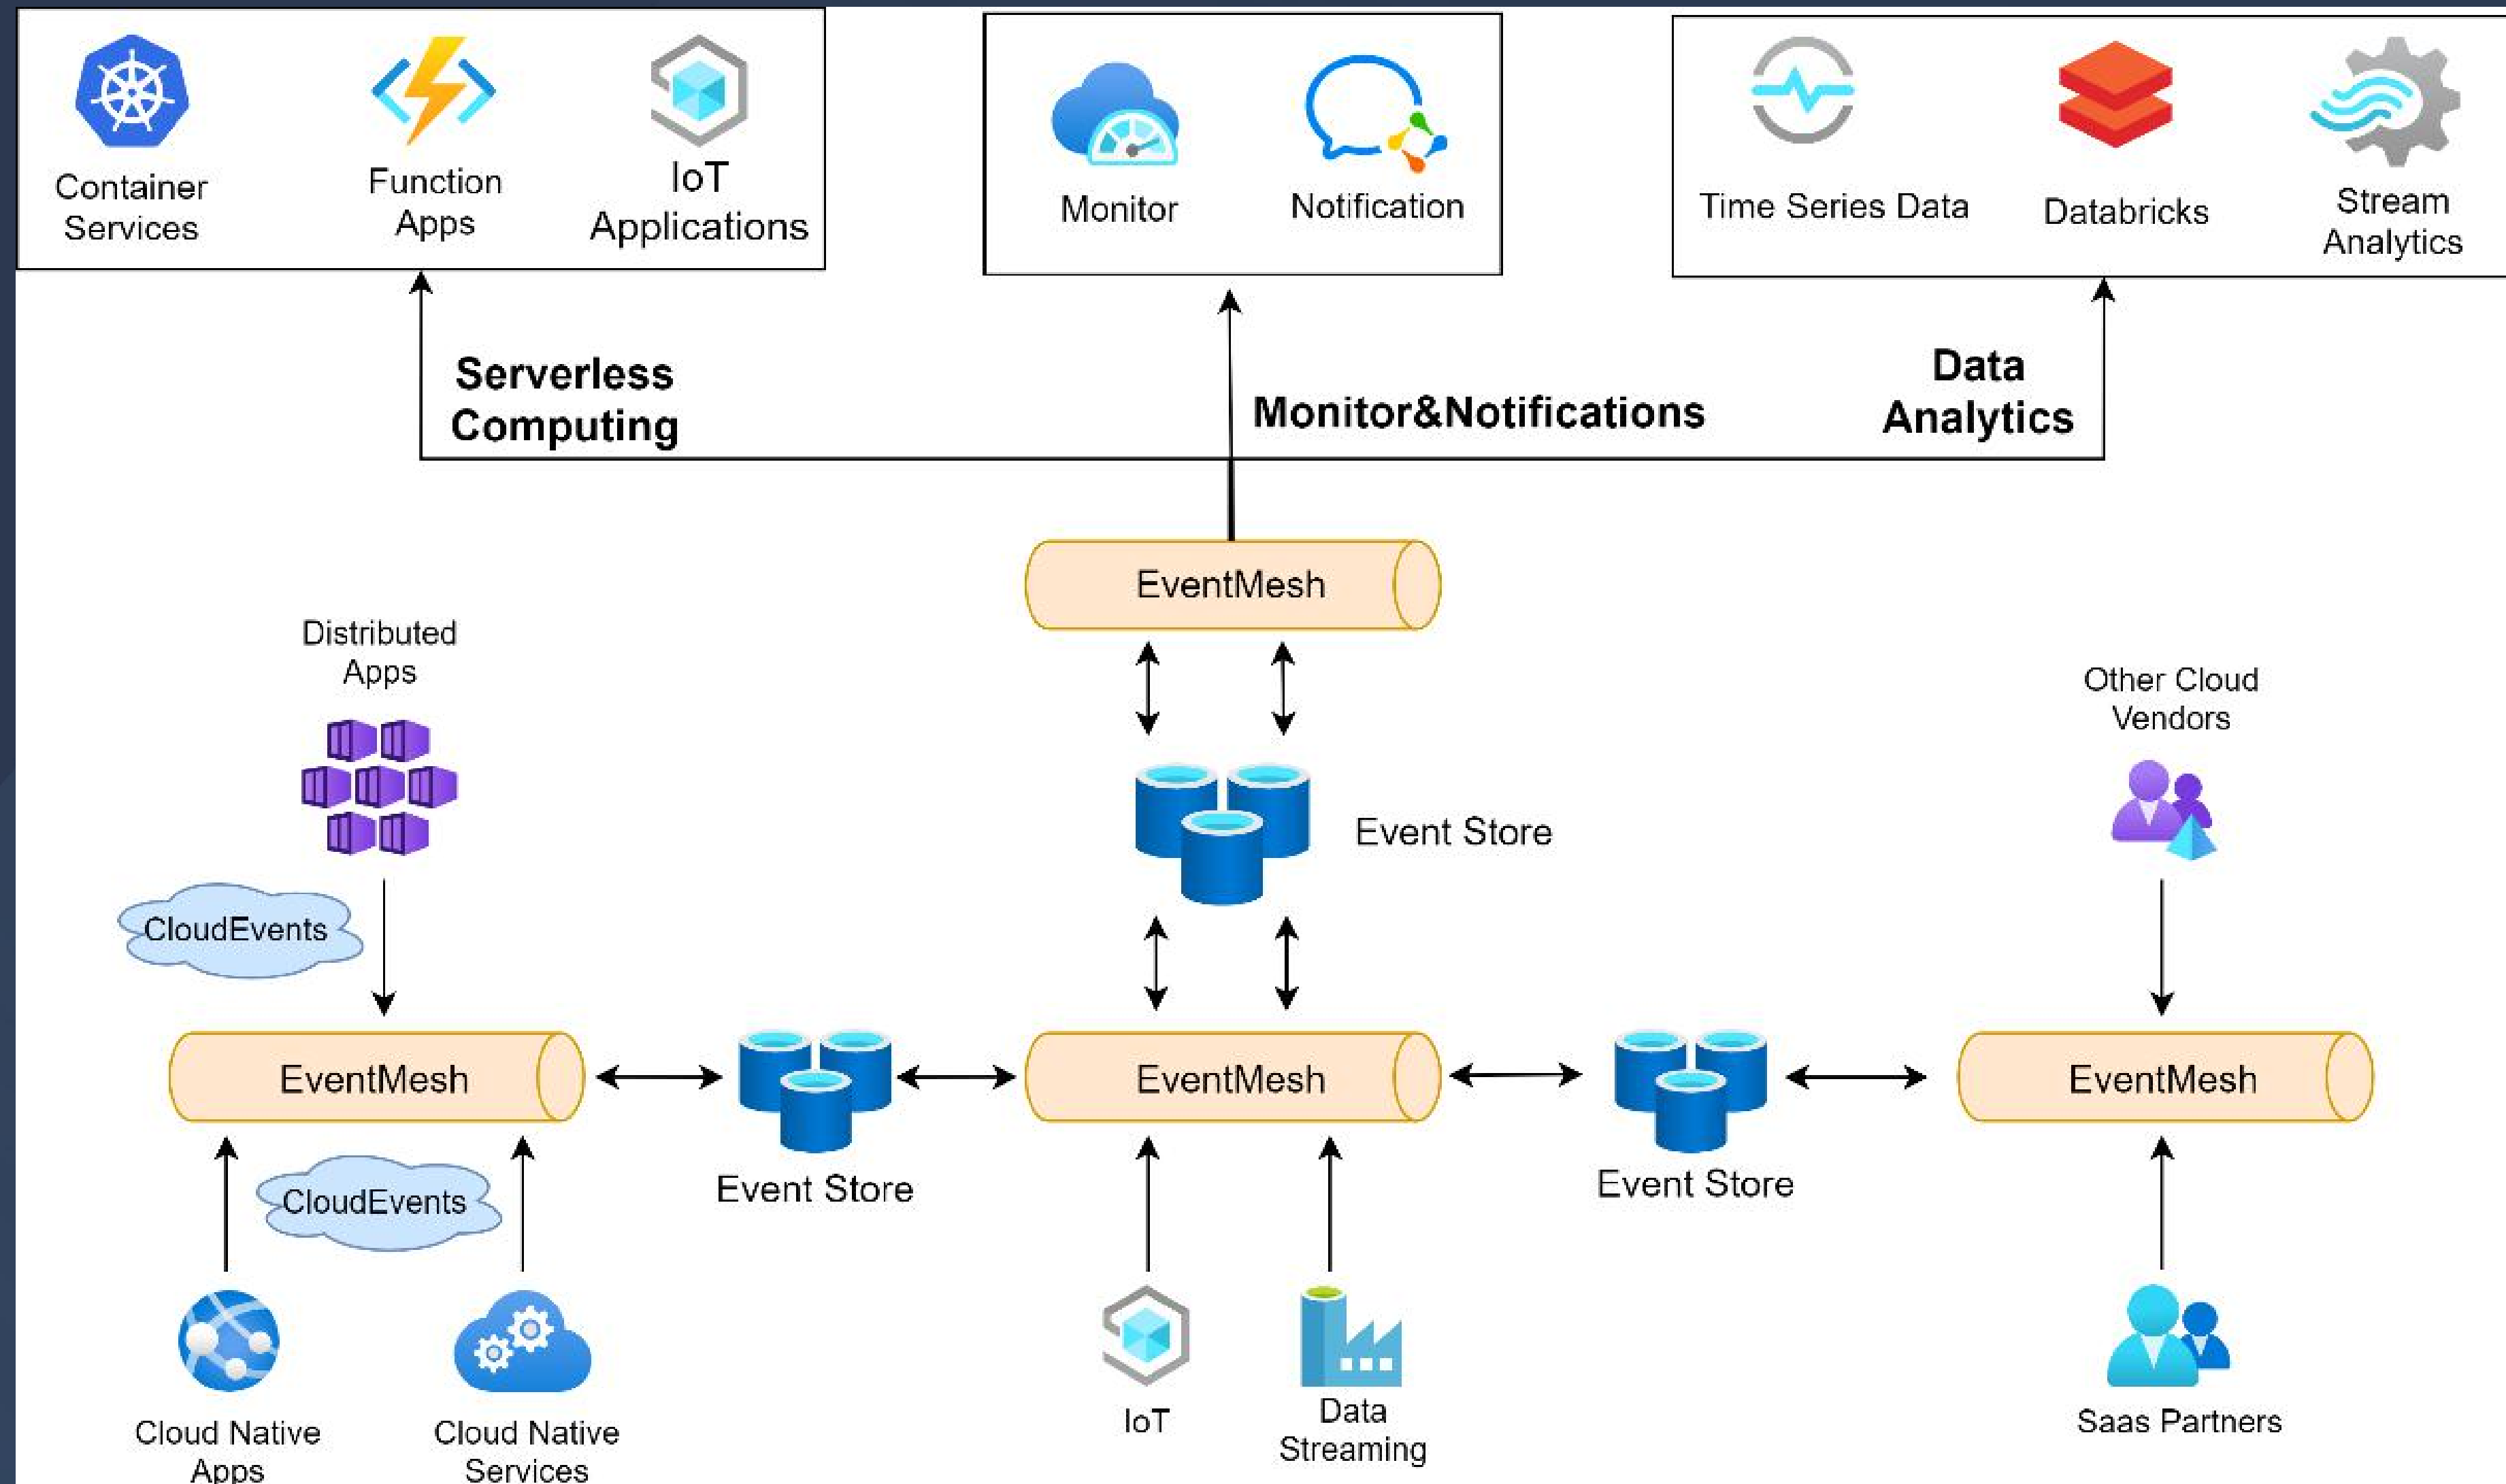 Container
Services
Function
Apps
IoT
Applications
Monitor
Notification
Time Series Data
Databricks
Stream
Analytics
Serverless
Computing
Monitor&Notifications
Data
Analytics
EventMesh
Distributed
Apps
Other Cloud
Vendors
Event Store
CloudEvents
EventMesh
EventMesh
EventMesh
CloudEvents
Event Store
Event Store
Cloud Native
Apps
Cloud Native
Services
IoT
Data
Streaming
Saas Partners